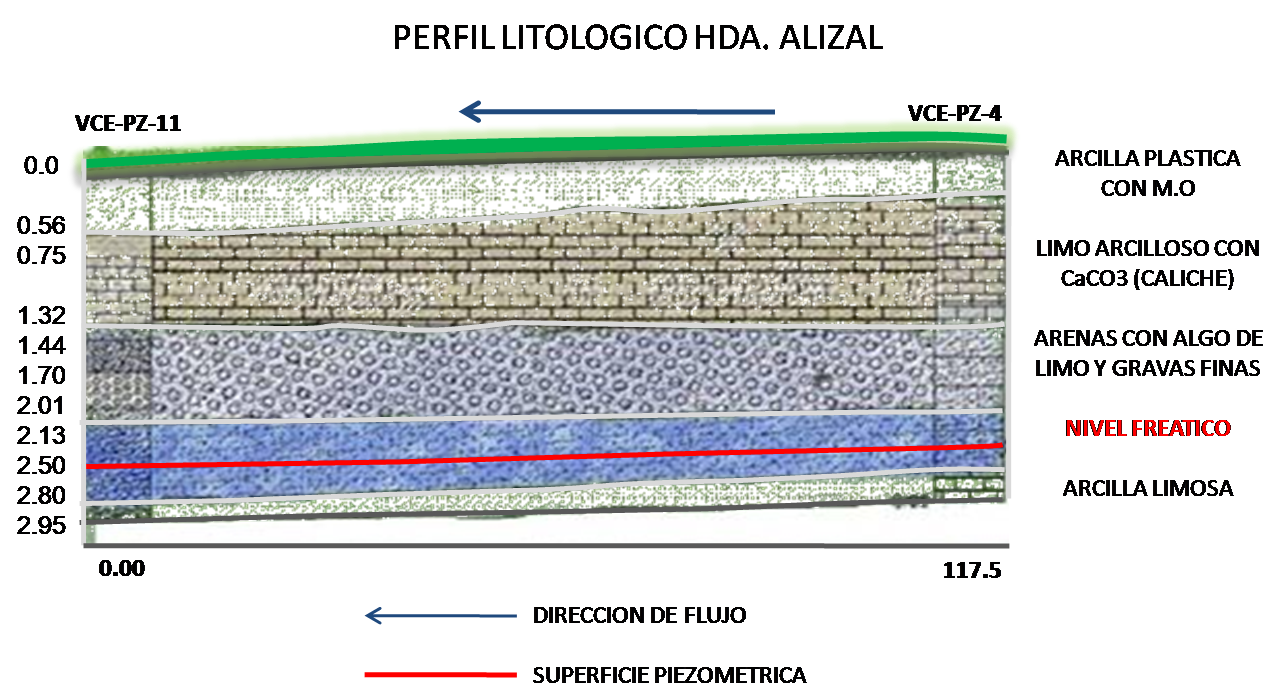 PERFIL LITOLOGICO HDA. ALIZAL
VCE-PZ-11
VCE-PZ-4
0.0
0.56
0.75
1.32
1.44
1.70
2.01
2.13
2.50
2.80
2.95
ARCILLA PLASTICA
CON M.O
LIMO ARCILLOSO CON
CaCO3 (CALICHE)
ARENAS CON ALGO DE
LIMO Y GRAVAS FINAS
NIVEL FREATICO
ARCILLA LIMOSA
0.00
117.5
DIRECCION DE FLUJO
SUPERFICIE PIEZOMETRICA